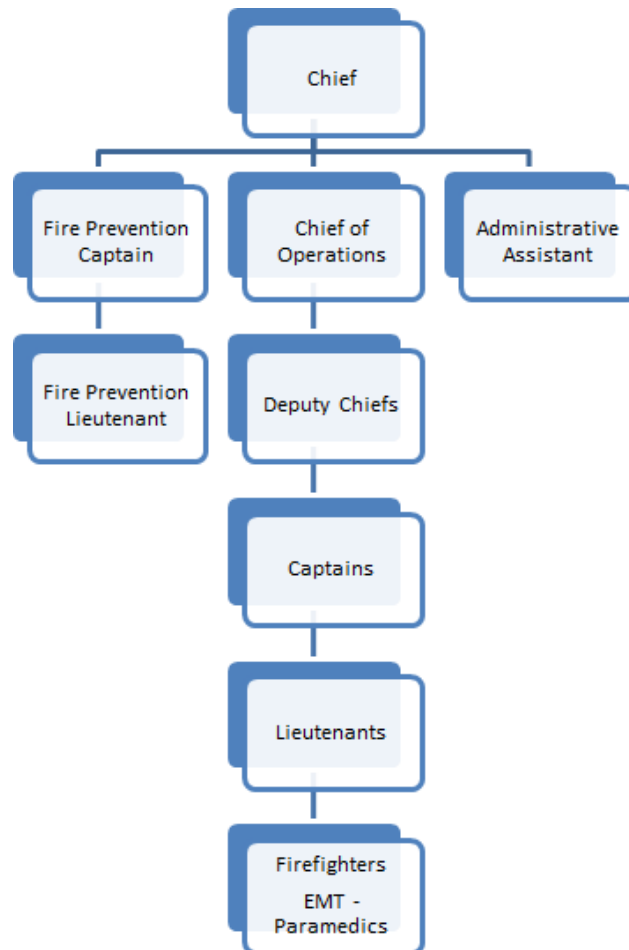 Chief
Fire Prevention
Captain
Chief of
Operations
Administrative
Assistant
Fire Prevention
Lieutenant
Deputy Chiefs
Captains
Lieutenants
Firefighters
EMT -
Paramedics